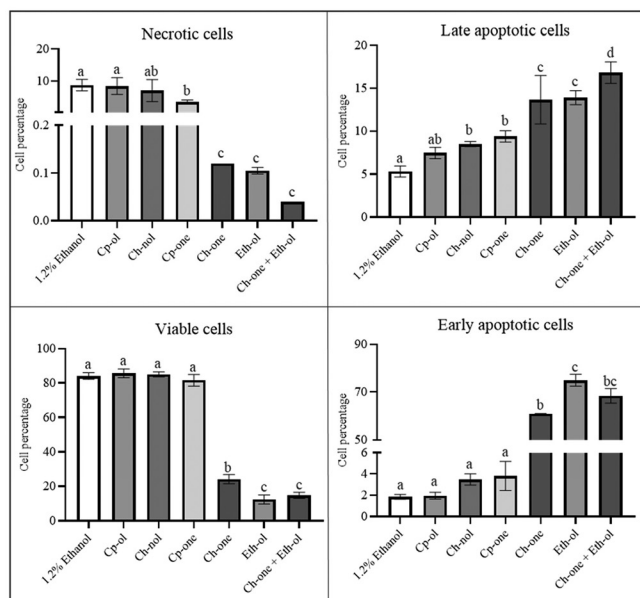 Necrotic cells
Cell percentage
20
10
0.2
0.1
0.0
a
a
ab
b
c
c
c
1.2% Ethanol
Cp-ol
Ch-nol
Cp-one
Ch-one
Eth-ol
Ch-one + Eth-ol
Late apoptotic cells
Cell percentage
20
15
10
5
0
a
ab
b
b
c
c
d
1.2% Ethanol
Cp-ol
Ch-nol
Cp-one
Ch-one
Eth-ol
Ch-one + Eth-ol
Viable cells
Cell percentage
100
80
60
40
20
0
a
a
a
a
b
c
c
1.2% Ethanol
Cp-ol
Ch-nol
Cp-one
Ch-one
Eth-ol
Ch-one + Eth-ol
Early apoptotic cells
Cell percentage
90
70
50
6
4
2
0
a
a
a
a
b
c
bc
1.2% Ethanol
Cp-ol
Ch-nol
Cp-one
Ch-one
Eth-ol
Ch-one + Eth-ol